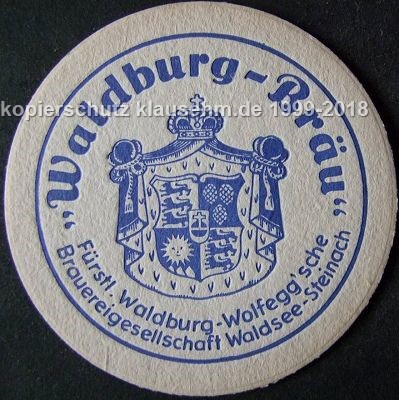 „Waldburg-Bräu"
kopierschutz klausehm.de 1999-2018
Fürstl. Waldburg-Wolfegg'sche
Brauereigesellschaft Waldsee-Steinach